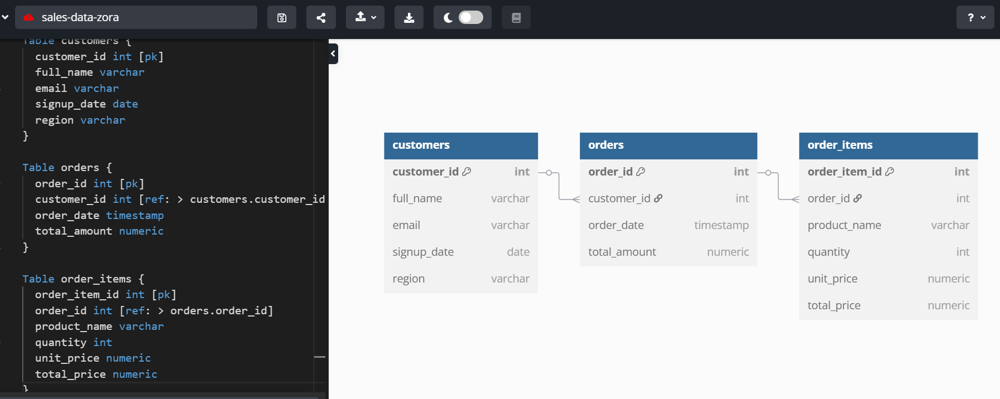 sales-data-zora
?
Table customers {
customer_id int [pk]
full_name varchar
email varchar
signup_date date
region varchar
}
Table orders {
order_id int [pk]
customer_id int [ref: > customers.customer_id
order_date timestamp
total_amount numeric
}
Table order_items {
order_item_id int [pk]
order_id int [ref: > orders.order_id]
product_name varchar
quantity int
unit_price numeric
total_price numeric
}
customers
customer_id int
full_name varchar
email varchar
signup_date date
region varchar
orders
order_id int
customer_id int
order_date timestamp
total_amount numeric
order_items
order_item_id int
order_id int
product_name varchar
quantity int
unit_price numeric
total_price numeric